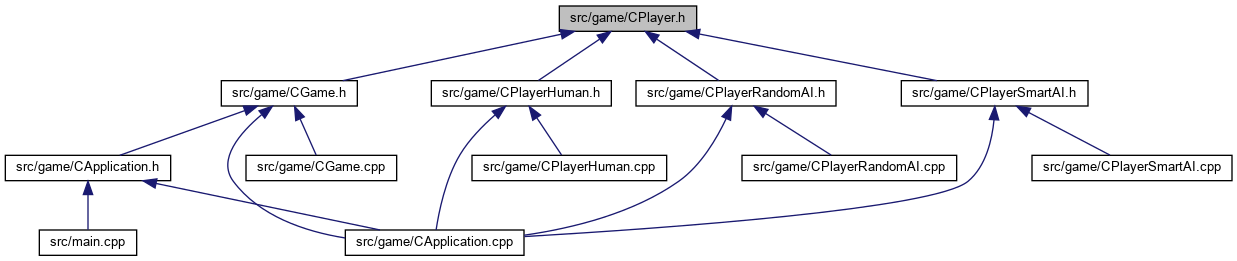 src/game/CPlayer.h
src/game/CGame.h
src/game/CPlayerHuman.h
src/game/CPlayerRandomAI.h
src/game/CPlayerSmartAI.h
src/game/CApplication.h
src/game/CGame.cpp
src/game/CPlayerHuman.cpp
src/game/CPlayerRandomAI.cpp
src/game/CPlayerSmartAI.cpp
src/main.cpp
src/game/CApplication.cpp